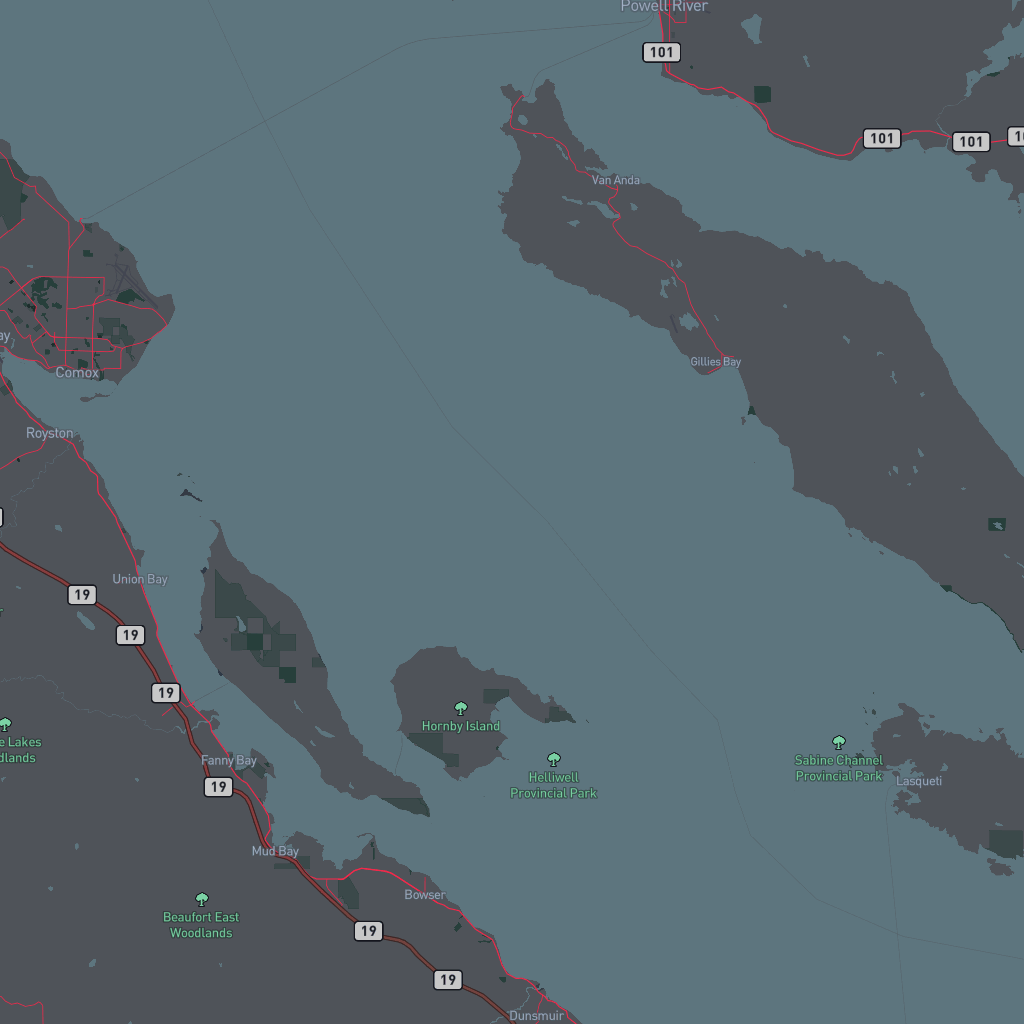 Powell River
101
101
101
Van Anda
Gillies Bay
Comox
Royston
Union Bay
19
19
19
Hornby Island
Helliwell
Provincial Park
Sabine Channel
Provincial Park
Lasqueti
e Lakes
dlands
Fanny Bay
19
Mud Bay
Bowser
Beaufort East
Woodlands
19
19
Dunsmuir